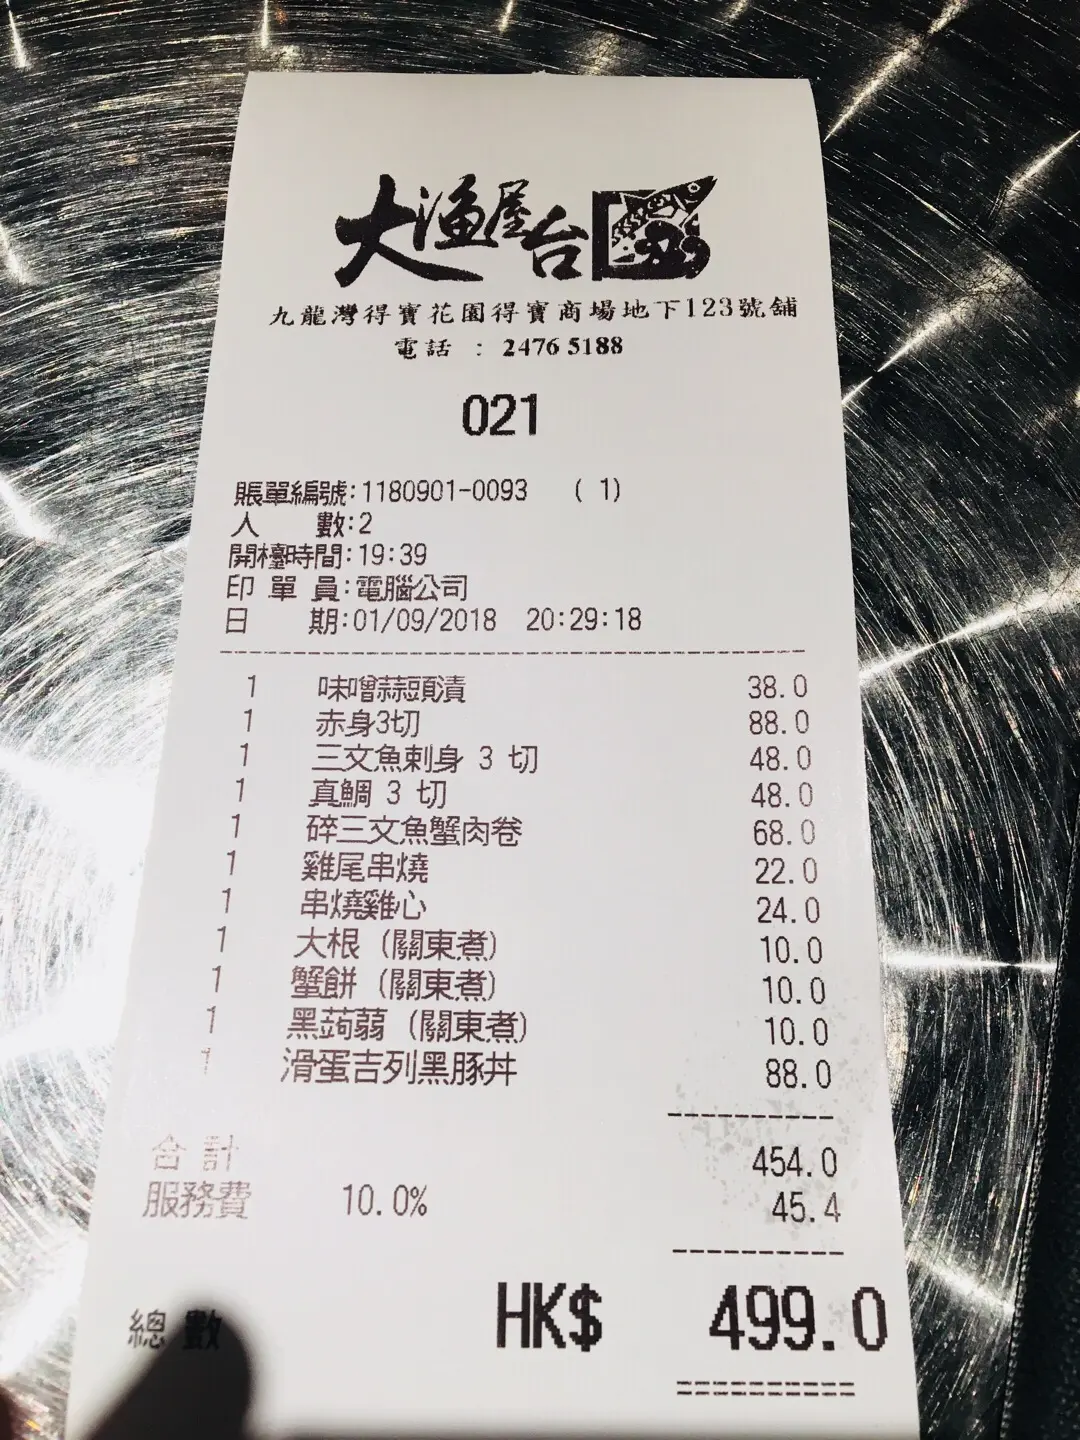 大漁屋台
九龍灣得寶花園得寶商場地下123號舖
電話 : 2476 5188
021
賬單編號:1180901-0093 ( 1)
人 數:2
開檯時間:19:39
印 單 員:電腦公司
日 期:01/09/2018 20:29:18
1 味噌蒜頭漬 38.0
1 赤身3切 88.0
1 三文魚刺身 3 切 48.0
1 真鯛 3 切 48.0
1 碎三文魚蟹肉卷 68.0
1 雞尾串燒 22.0
1 串燒雞心 24.0
1 大根 (關東煮) 10.0
1 蟹餅 (關東煮) 10.0
1 黑蒟蒻 (關東煮) 10.0
1 滑蛋吉列黑豚丼 88.0
合 計 454.0
服務費 10.0% 45.4
總 數 HK$ 499.0